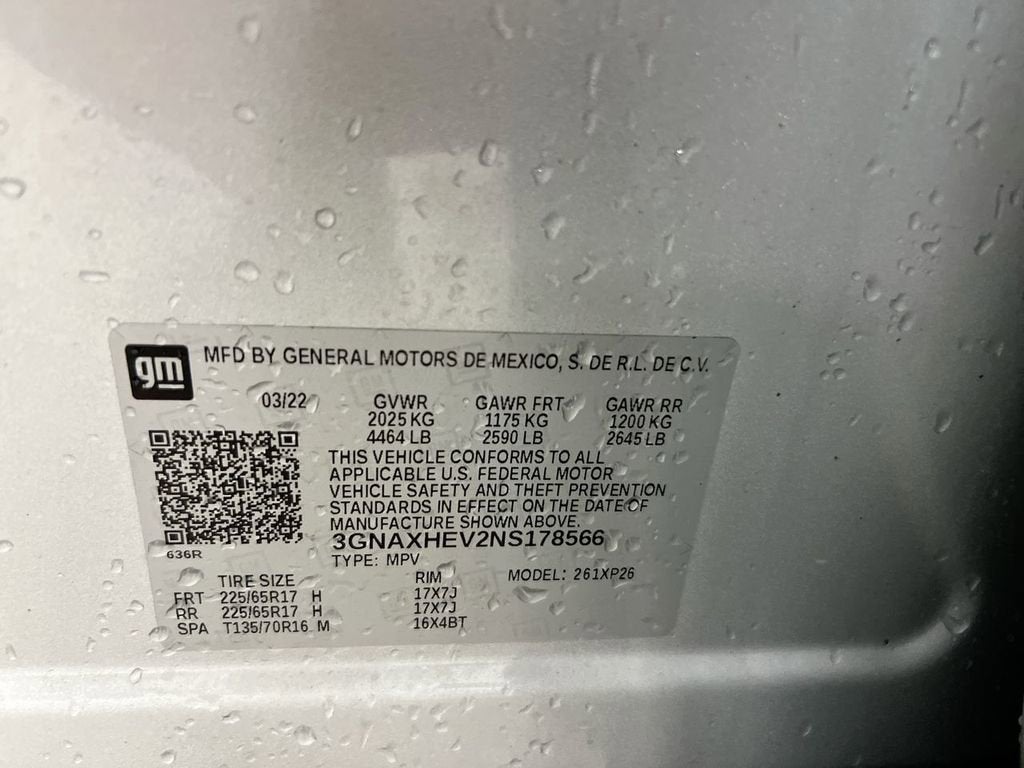 gm
MFD BY GENERAL MOTORS DE MEXICO, S. DE R.L. DE C.V.
03/22 GVWR GAWR FRT GAWR RR
2025 KG 1175 KG 1200 KG
4464 LB 2590 LB 2645 LB
THIS VEHICLE CONFORMS TO ALL
APPLICABLE U.S. FEDERAL MOTOR
VEHICLE SAFETY AND THEFT PREVENTION
STANDARDS IN EFFECT ON THE DATE OF
MANUFACTURE SHOWN ABOVE.
3GNAXHEV2NS178566
636R
TYPE: MPV MODEL: 261XP26
TIRE SIZE RIM
FRT 225/65R17 H 17X7J
RR 225/65R17 H 17X7J
SPA T135/70R16 M 16X4BT